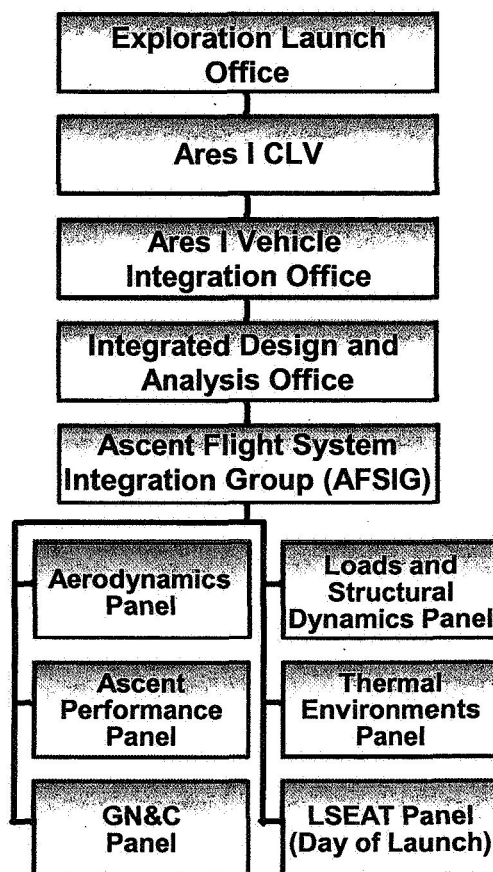 Exploration Launch
Office
Ares I CLV
Ares I Vehicle
Integration Office
Integrated Design and
Analysis Office
Ascent Flight System
Integration Group (AFSIG)
Aerodynamics
Panel
Loads and
Structural
Dynamics Panel
Ascent
Performance
Panel
Thermal
Environments
Panel
GN&C
Panel
LSEAT Panel
(Day of Launch)